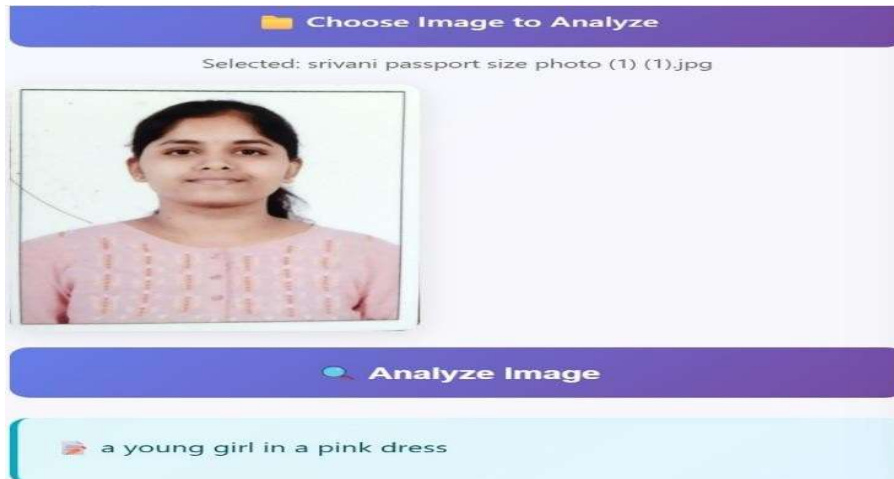 Choose Image to Analyze
Selected: srivani passport size photo (1) (1).jpg
Analyze Image
a young girl in a pink dress